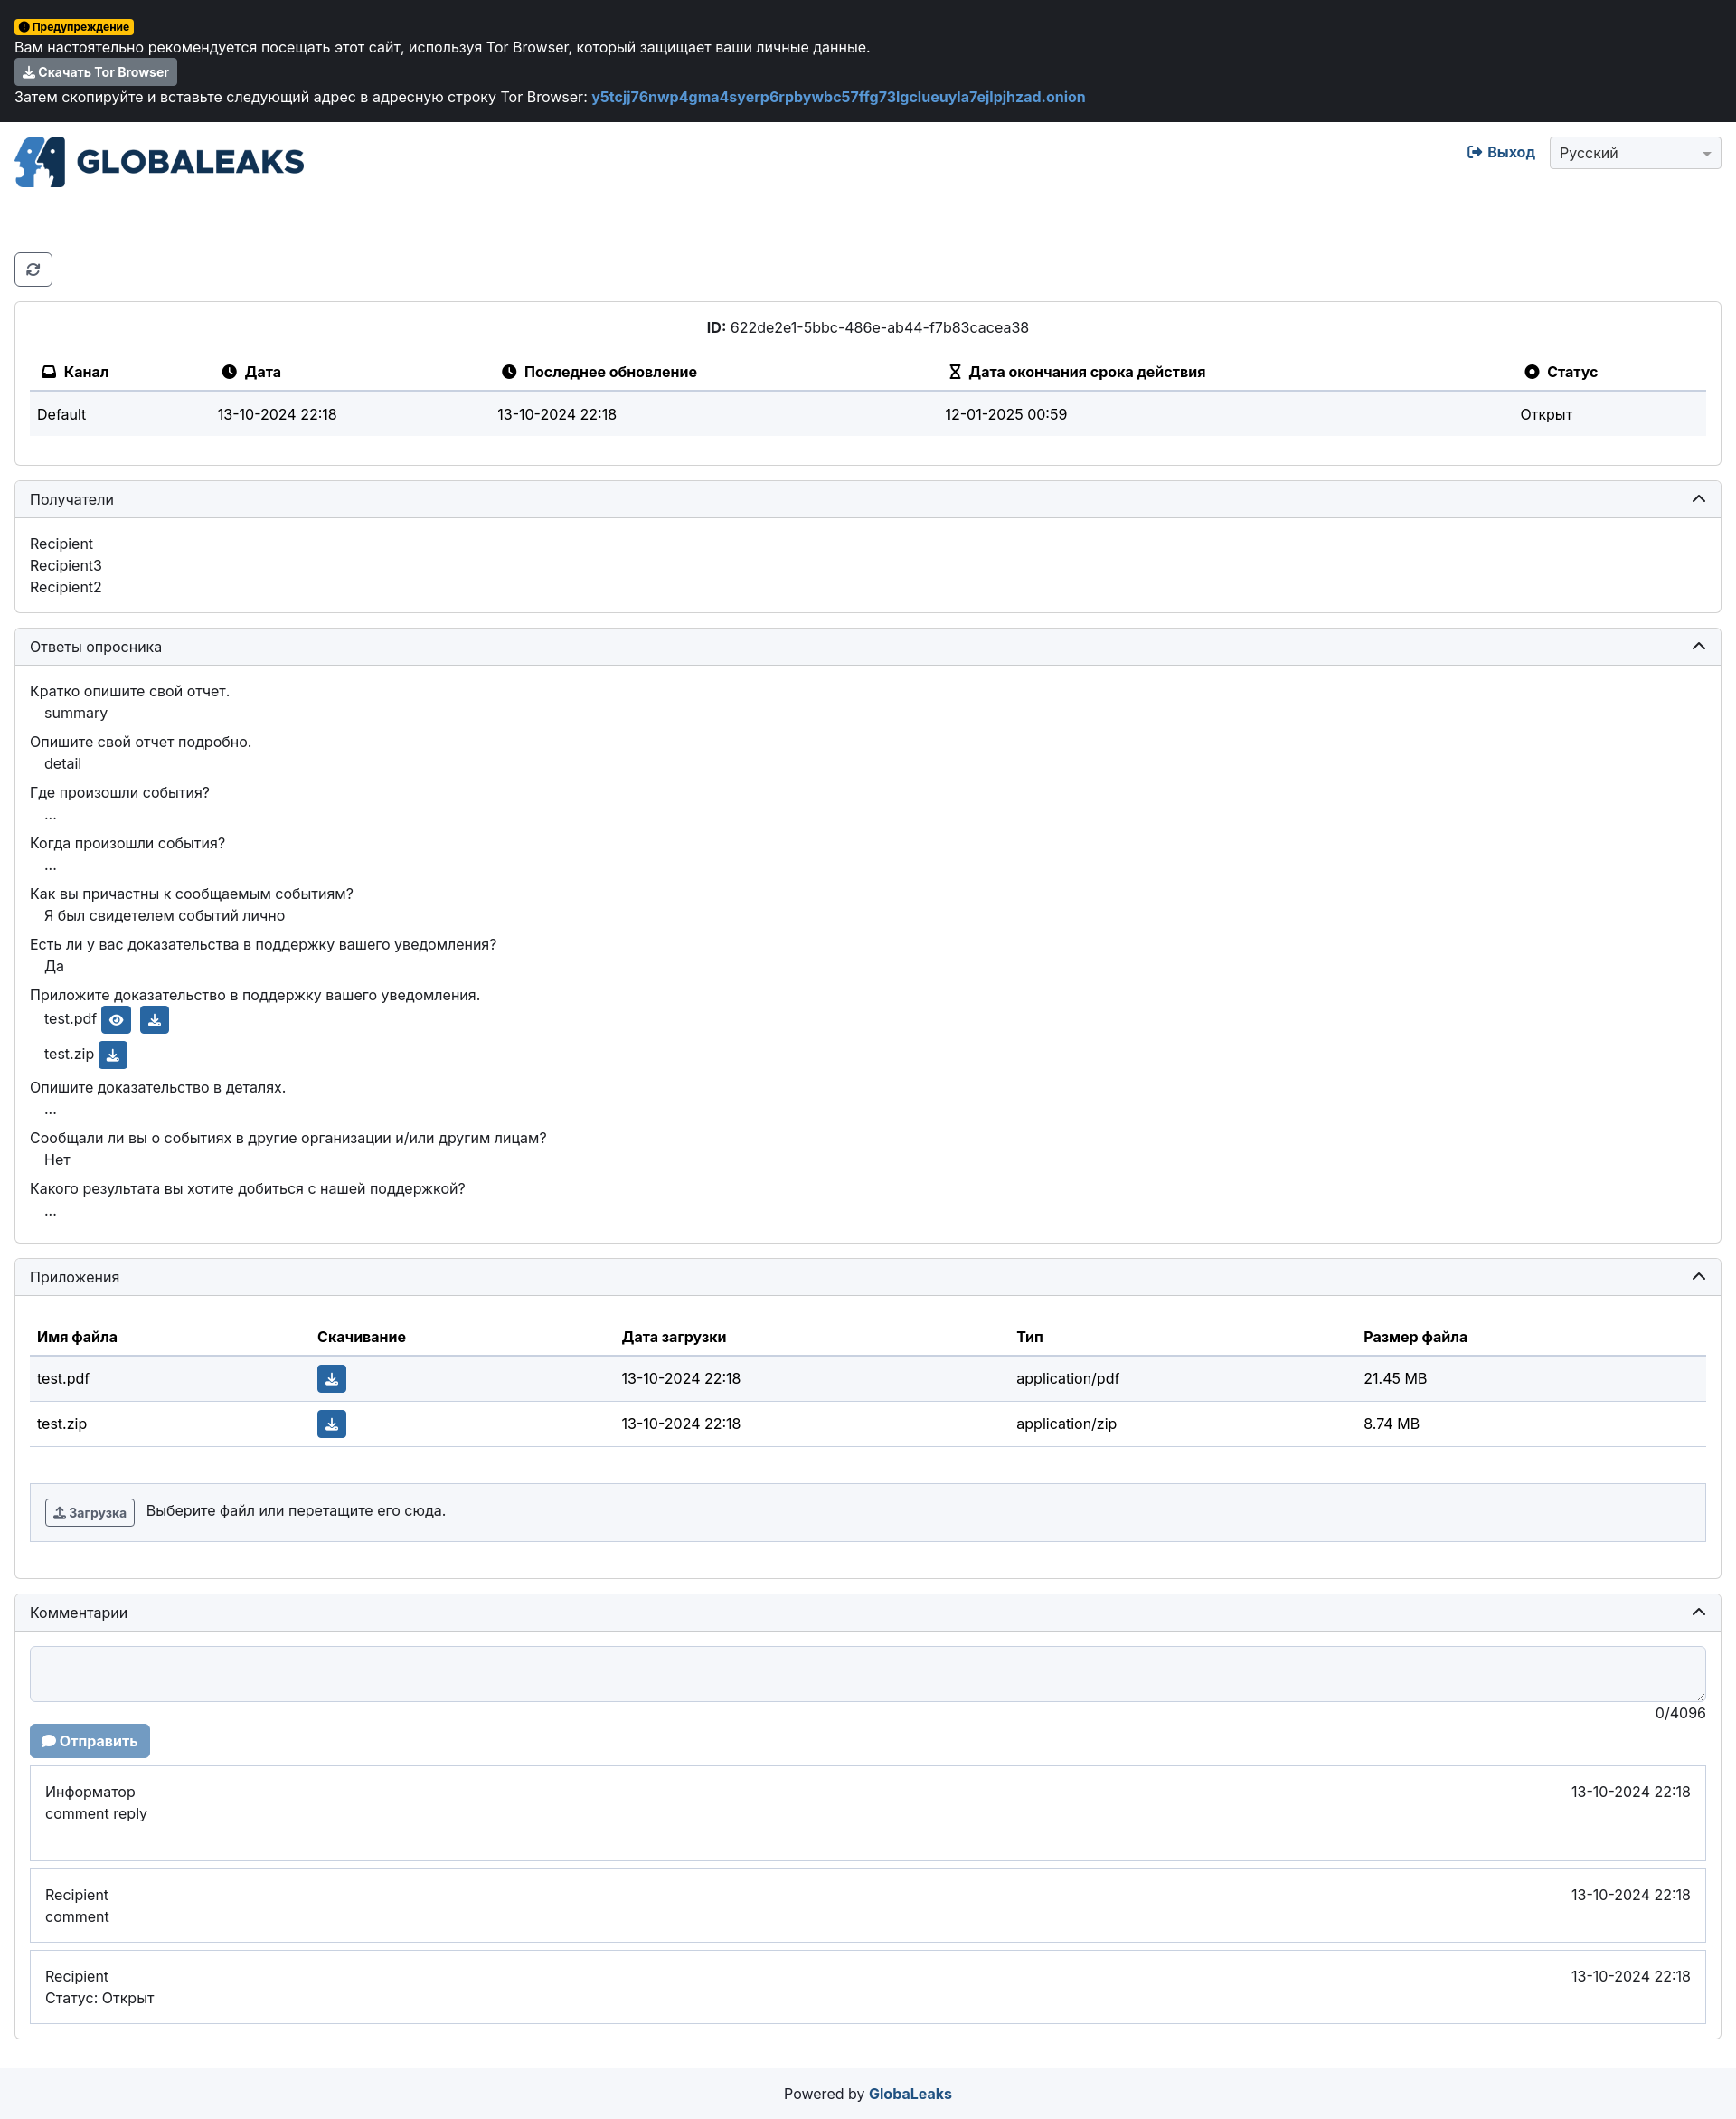 Предупреждение
Вам настоятельно рекомендуется посещать этот сайт, используя Tor Browser, который защищает ваши личные данные.
Скачать Tor Browser
Затем скопируйте и вставьте следующий адрес в адресную строку Tor Browser: y5tcjj76nwp4gma4syerp6rpbywbc57ffg73lgclueuyla7ejlpjhzad.onion
GLOBALEAKS
Выход
Русский
ID: 622de2e1-5bbc-486e-ab44-f7b83cacea38
Канал Дата Последнее обновление Дата окончания срока действия Статус
Default 13-10-2024 22:18 13-10-2024 22:18 12-01-2025 00:59 Открыт
Получатели
Recipient
Recipient3
Recipient2
Ответы опросника
Кратко опишите свой отчет.
summary
Опишите свой отчет подробно.
detail
Где произошли события?
...
Когда произошли события?
...
Как вы причастны к сообщаемым событиям?
Я был свидетелем событий лично
Есть ли у вас доказательства в поддержку вашего уведомления?
Да
Приложите доказательство в поддержку вашего уведомления.
test.pdf
test.zip
Опишите доказательство в деталях.
...
Сообщали ли вы о событиях в другие организации и/или другим лицам?
Нет
Какого результата вы хотите добиться с нашей поддержкой?
...
Приложения
Имя файла Скачивание Дата загрузки Тип Размер файла
test.pdf 13-10-2024 22:18 application/pdf 21.45 MB
test.zip 13-10-2024 22:18 application/zip 8.74 MB
Загрузка Выберите файл или перетащите его сюда.
Комментарии
0/4096
Отправить
Информатор 13-10-2024 22:18
comment reply
Recipient 13-10-2024 22:18
comment
Recipient 13-10-2024 22:18
Статус: Открыт
Powered by GlobaLeaks